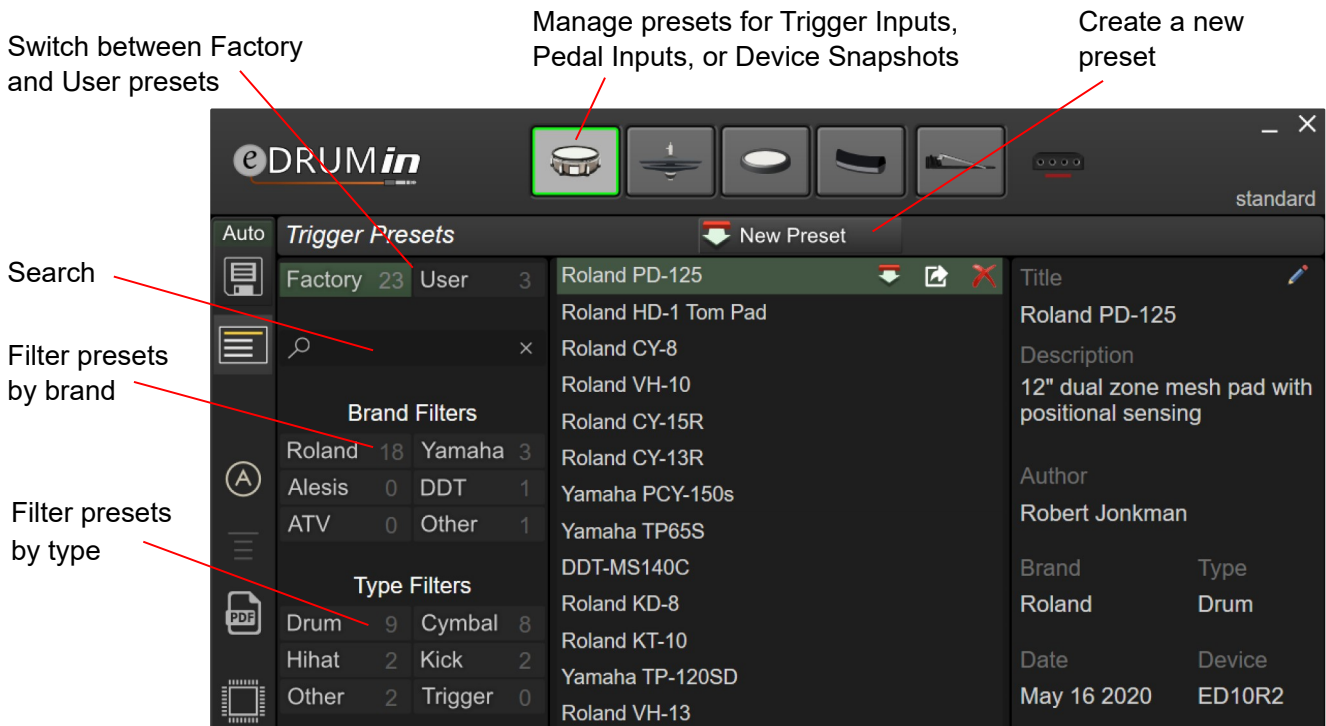 Switch between Factory
and User presets
Manage presets for Trigger Inputs,
Pedal Inputs, or Device Snapshots
Create a new
preset
eDRUMin
standard
Auto
Trigger Presets
New Preset
Search
Factory 23 User 3
Filter presets
by brand
Brand Filters
Roland 18 Yamaha 3
Alesis 0 DDT 1
ATV 0 Other 1
Filter presets
by type
Type Filters
Drum 9 Cymbal 8
Hihat 2 Kick 2
Other 2 Trigger 0
A
PDF
Roland PD-125
Roland HD-1 Tom Pad
Roland CY-8
Roland VH-10
Roland CY-15R
Roland CY-13R
Yamaha PCY-150s
Yamaha TP65S
DDT-MS140C
Roland KD-8
Roland KT-10
Yamaha TP-120SD
Roland VH-13
Title
Roland PD-125
Description
12" dual zone mesh pad with
positional sensing
Author
Robert Jonkman
Brand Type
Roland Drum
Date Device
May 16 2020 ED10R2